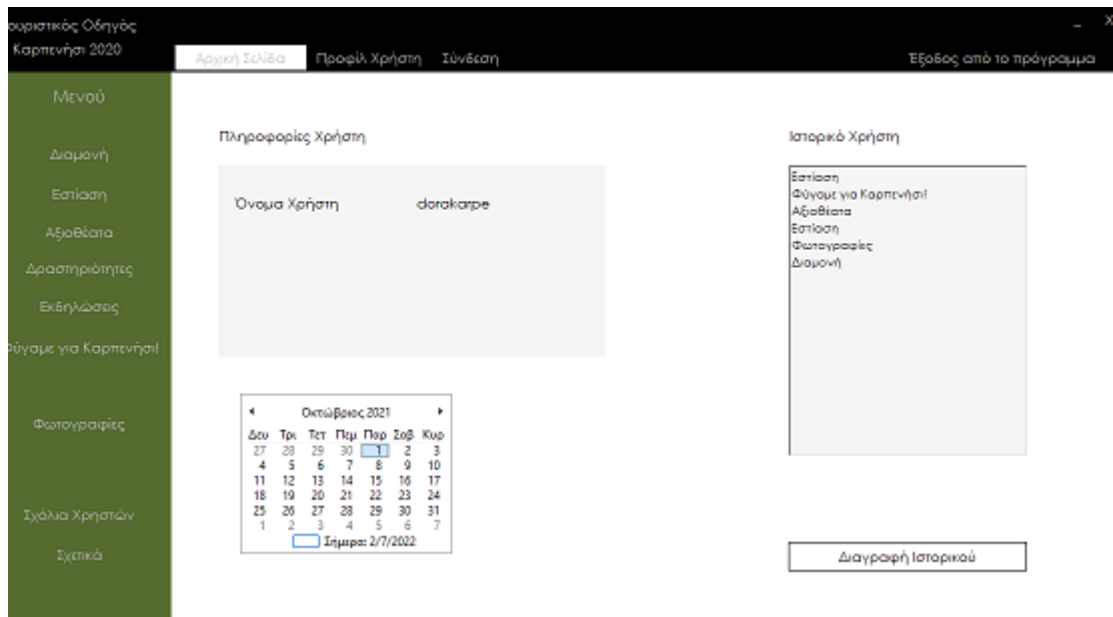 ουριστικός Οδηγός
Καρπενήσι 2020
Αρχική Σελίδα Προφίλ Χρήστη Σύνδεση Έξοδος από το πρόγραμμα
Μενού
Διαμονή
Εστίαση
Αξιοθέατα
Δραστηριότητες
Εκδηλώσεις
Φύγαμε για Καρπενήσι!
Φωτογραφίες
Σχόλια Χρηστών
Σχετικά
Πληροφορίες Χρήστη
Όνομα Χρήστη dorakarpe
Οκτώβριος 2021
Δευ Τρι Τετ Πεμ Παρ Σαβ Κυρ
27 28 29 30 1 2 3
4 5 6 7 8 9 10
11 12 13 14 15 16 17
18 19 20 21 22 23 24
25 26 27 28 29 30 31
1 2 3 4 5 6 7
Σήμερα: 2/7/2022
Ιστορικό Χρήστη
Εστίαση
Φύγαμε για Καρπενήσι!
Αξιοθέατα
Εστίαση
Φωτογραφίες
Διαμονή
Διαγραφή Ιστορικού